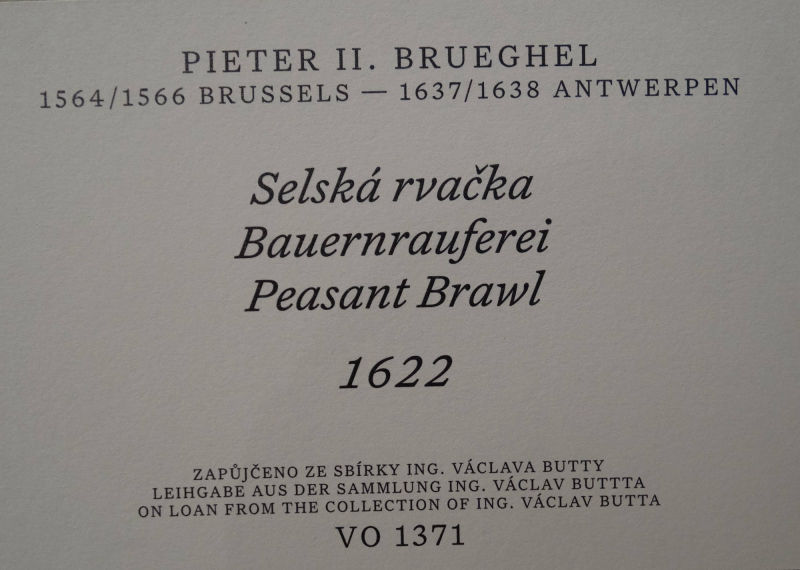 PIETER II. BRUEGHEL
1564/1566 BRUSSELS — 1637/1638 ANTWERPEN
Selská rvačka
Bauernrauferei
Peasant Brawl
1622
ZAPŮJČENO ZE SBÍRKY ING. VÁCLAVA BUTTY
LEIHGABE AUS DER SAMMLUNG ING. VÁCLAV BUTTTA
ON LOAN FROM THE COLLECTION OF ING. VÁCLAV BUTTA
VO 1371